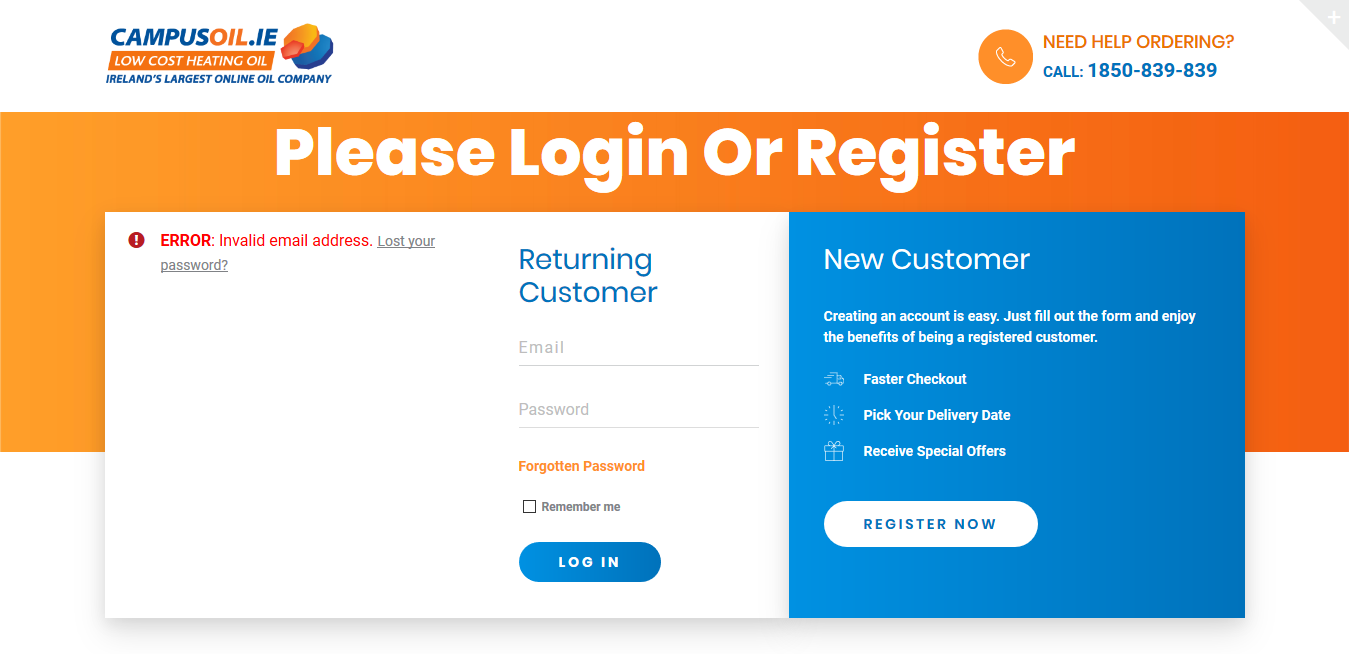 CAMPUSOIL.IE
LOW COST HEATING OIL
IRELAND'S LARGEST ONLINE OIL COMPANY
NEED HELP ORDERING?
CALL: 1850-839-839
+
Please Login Or Register
ERROR: Invalid email address. Lost your
password?
Returning
Customer
Email
Password
Forgotten Password
Remember me
LOG IN
New Customer
Creating an account is easy. Just fill out the form and enjoy
the benefits of being a registered customer.
Faster Checkout
Pick Your Delivery Date
Receive Special Offers
REGISTER NOW